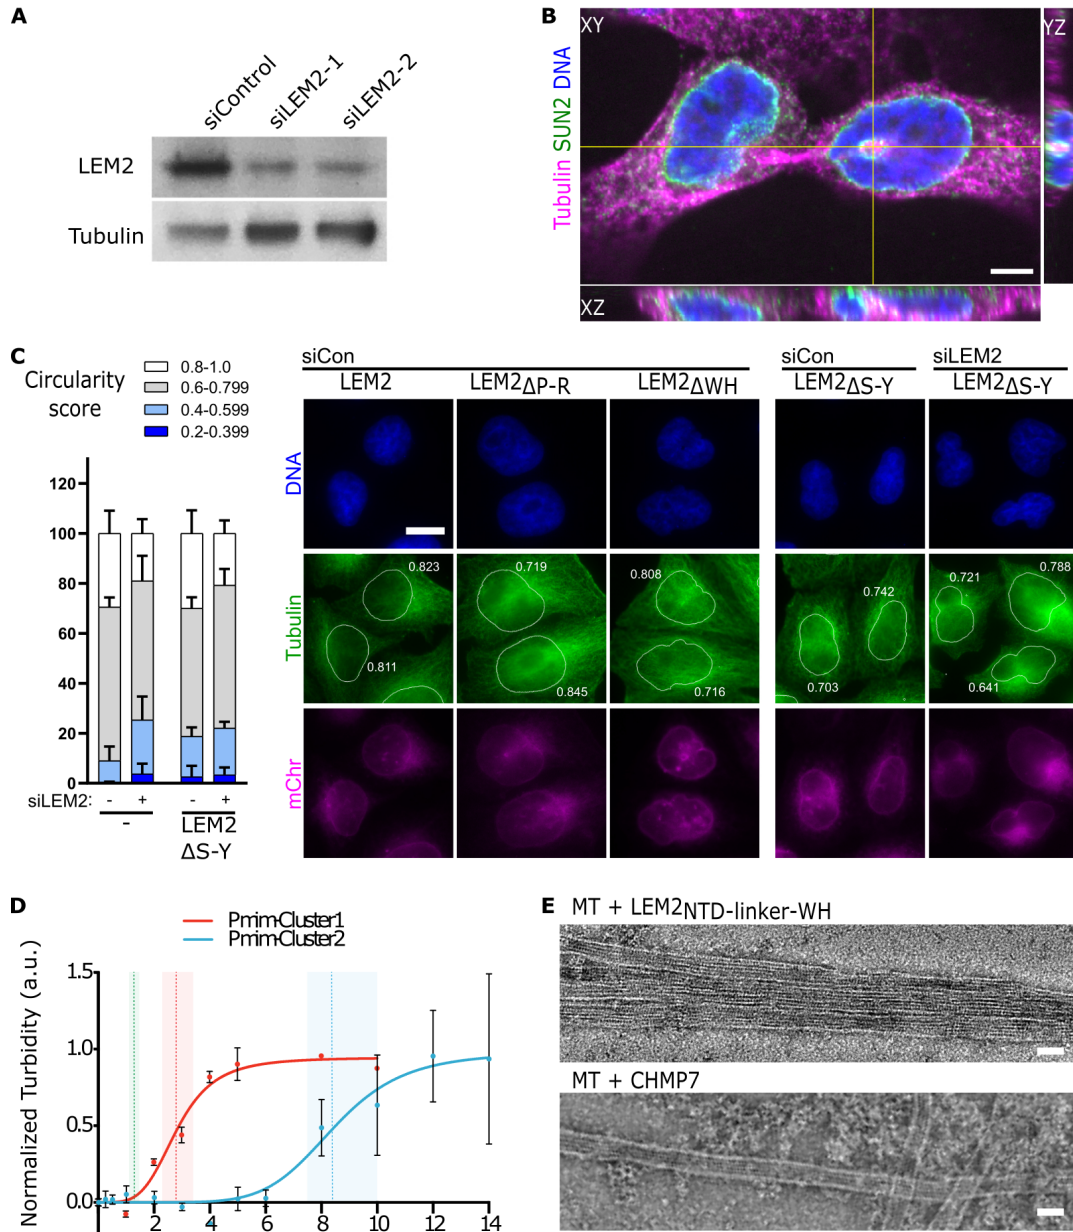 A
siControl
siLEM2-1
siLEM2-2
LEM2
Tubulin
B
XY
YZ
XZ
Tubulin SUN2 DNA
C
Circularity
score
0.8-1.0
0.6-0.799
0.4-0.599
0.2-0.399
120
100
80
60
40
20
0
siLEM2: - + - +
- LEM2
ΔS-Y
siCon siCon siLEM2
LEM2 LEM2ΔP-R LEM2ΔWH LEM2ΔS-Y LEM2ΔS-Y
DNA
Tubulin
0.823
0.811
0.719
0.845
0.808
0.716
0.742
0.703
0.721
0.788
0.641
mChr
D
Pmim-Cluster1
Pmim-Cluster2
Normalized Turbidity (a.u.)
1.5
1.0
0.5
0.0
2 4 6 8 10 12 14
E
MT + LEM2NTD-linker-WH
MT + CHMP7